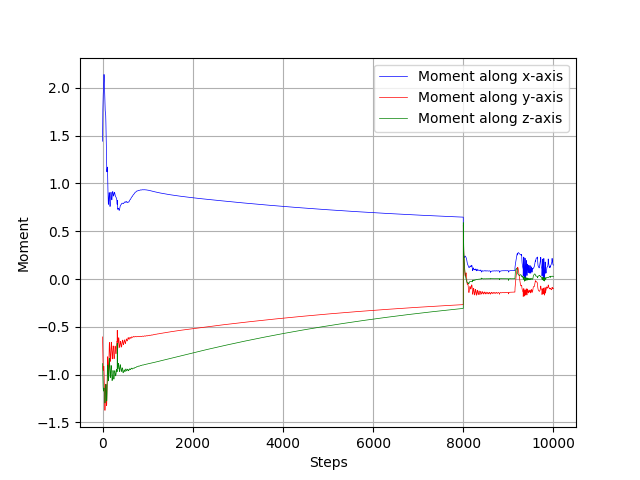 Moment along x-axis
Moment along y-axis
Moment along z-axis
2.0
1.5
1.0
0.5
0.0
−0.5
−1.0
−1.5
Moment
0 2000 4000 6000 8000 10000
Steps